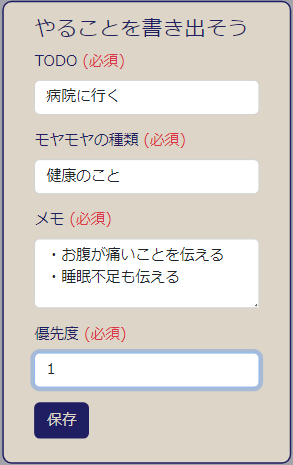 やることを書き出そう
TODO (必須)
病院に行く
モヤモヤの種類 (必須)
健康のこと
メモ (必須)
・お腹が痛いことを伝える
・睡眠不足も伝える
優先度 (必須)
1
保存